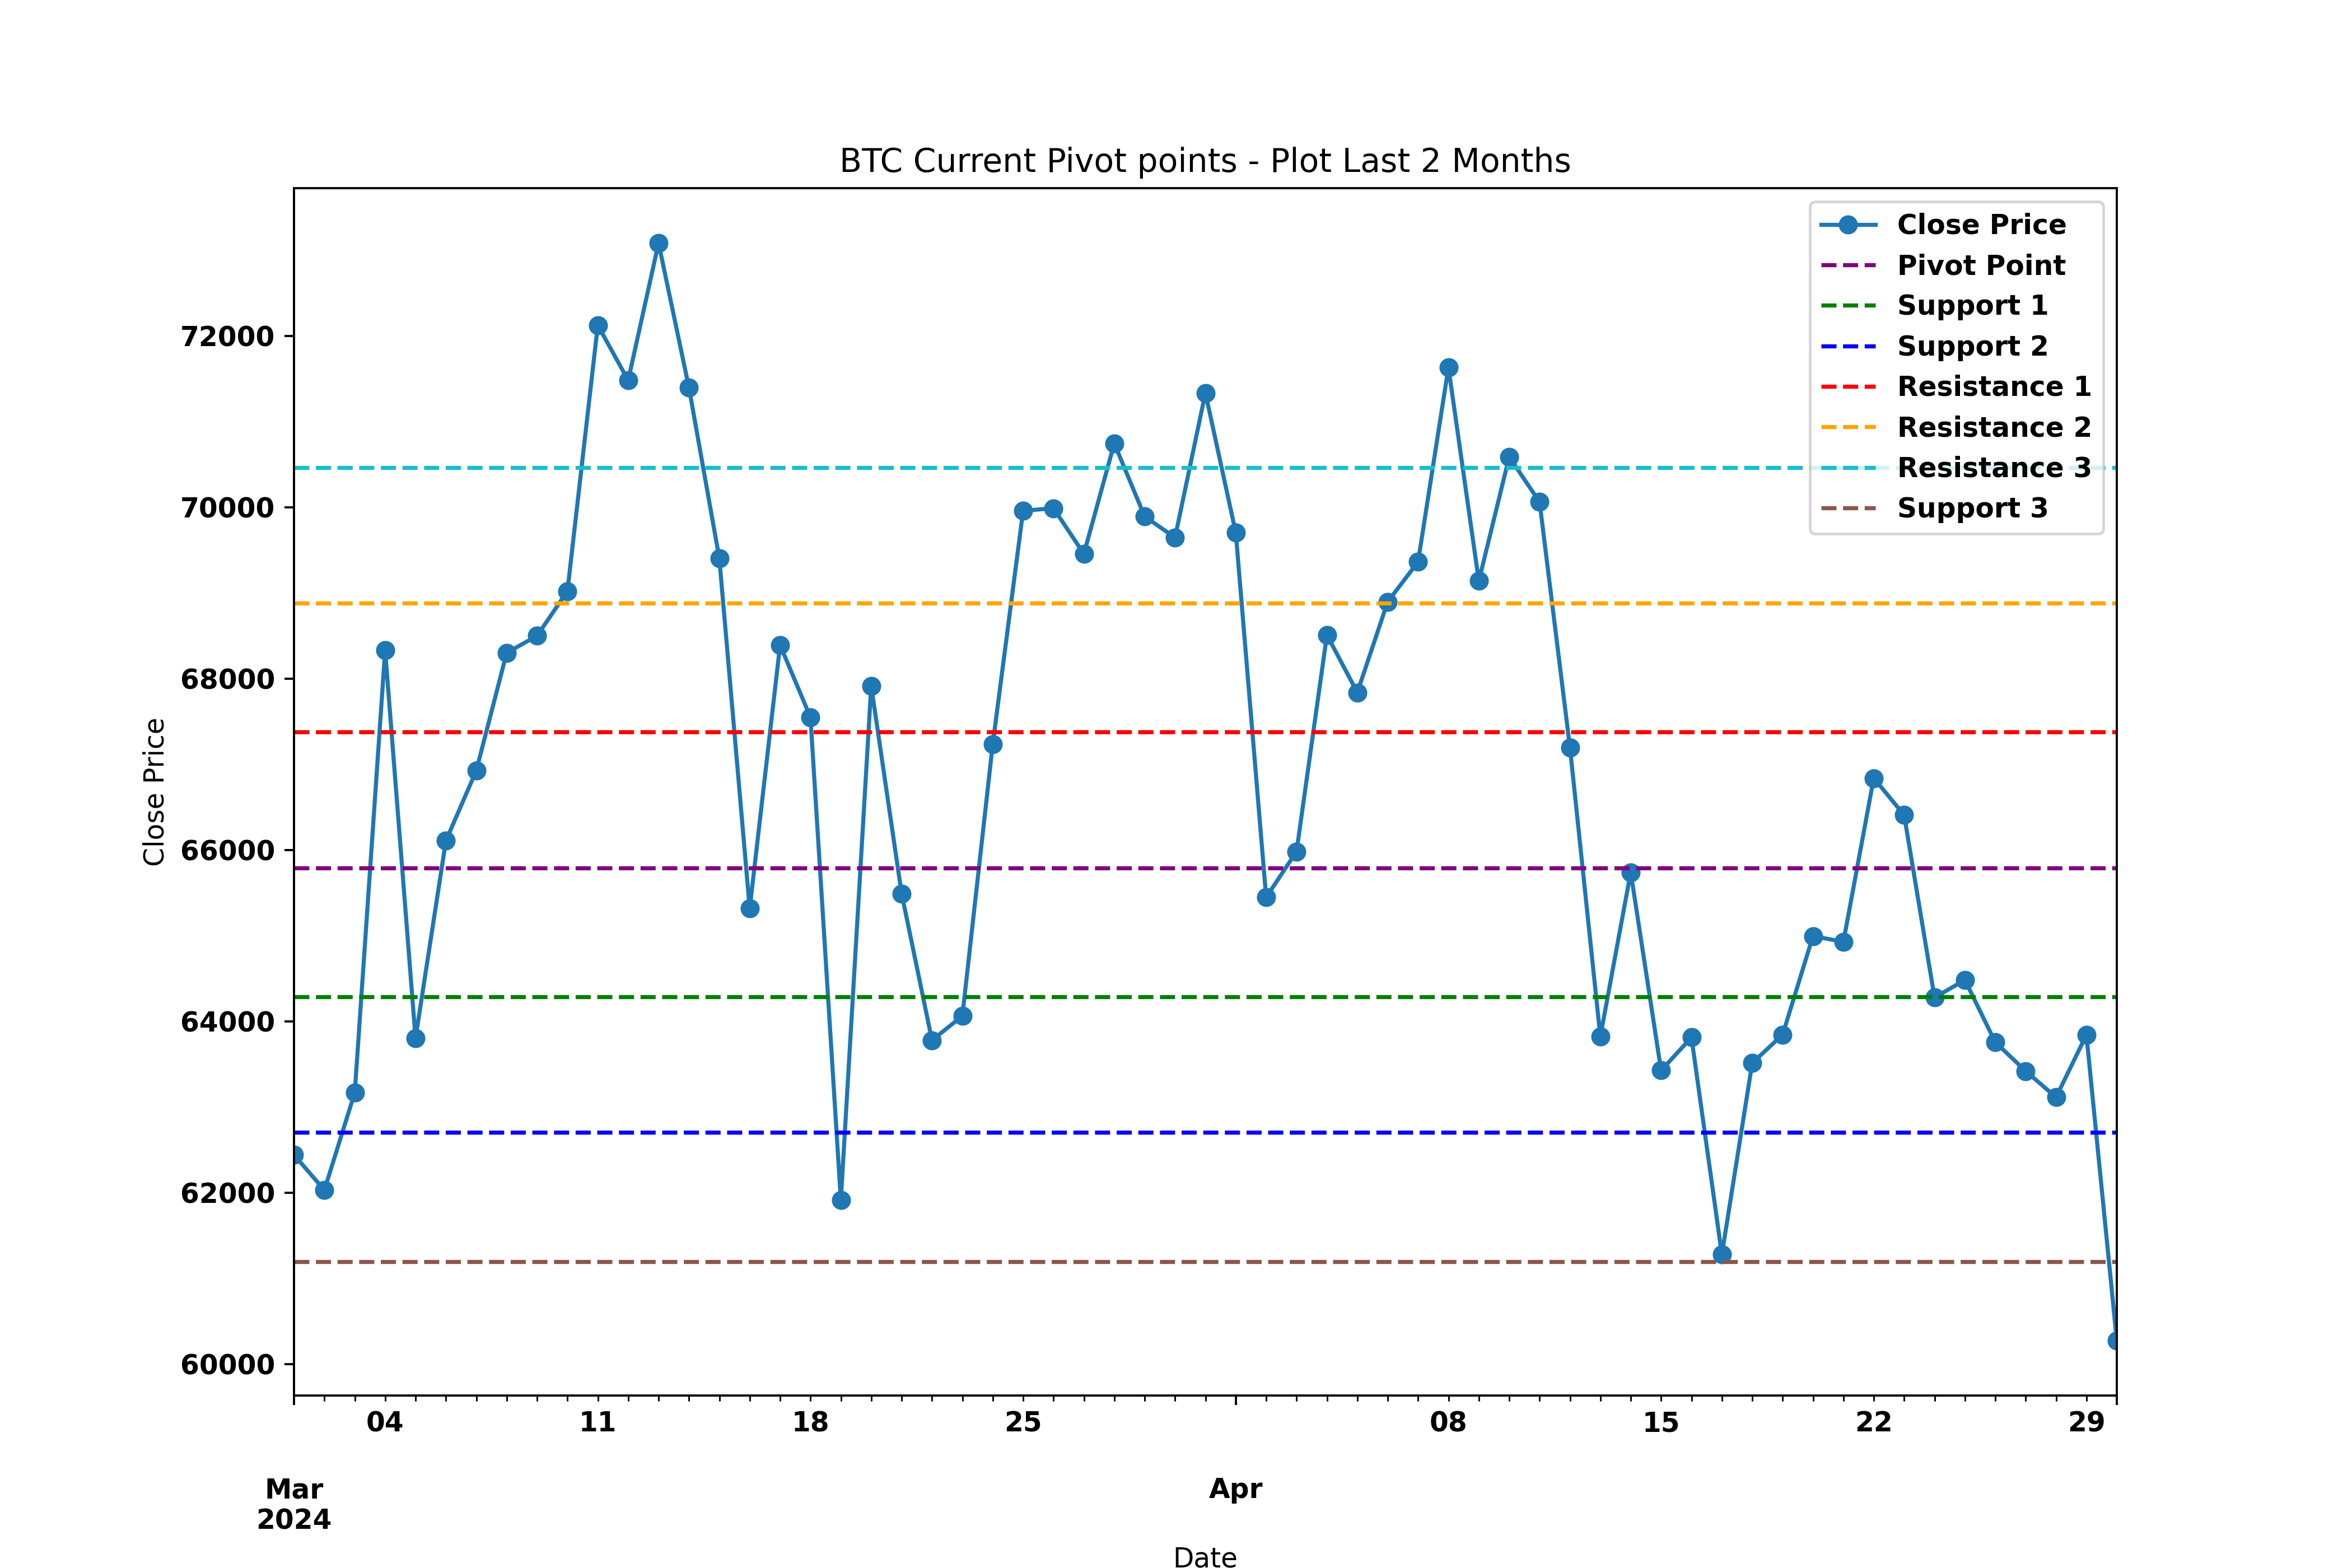 BTC Current Pivot points - Plot Last 2 Months
Close Price
Pivot Point
Support 1
Support 2
Resistance 1
Resistance 2
Resistance 3
Support 3
72000
70000
68000
66000
64000
62000
60000
Close Price
04 11 18 25 08 15 22 29
Mar Apr
2024
Date